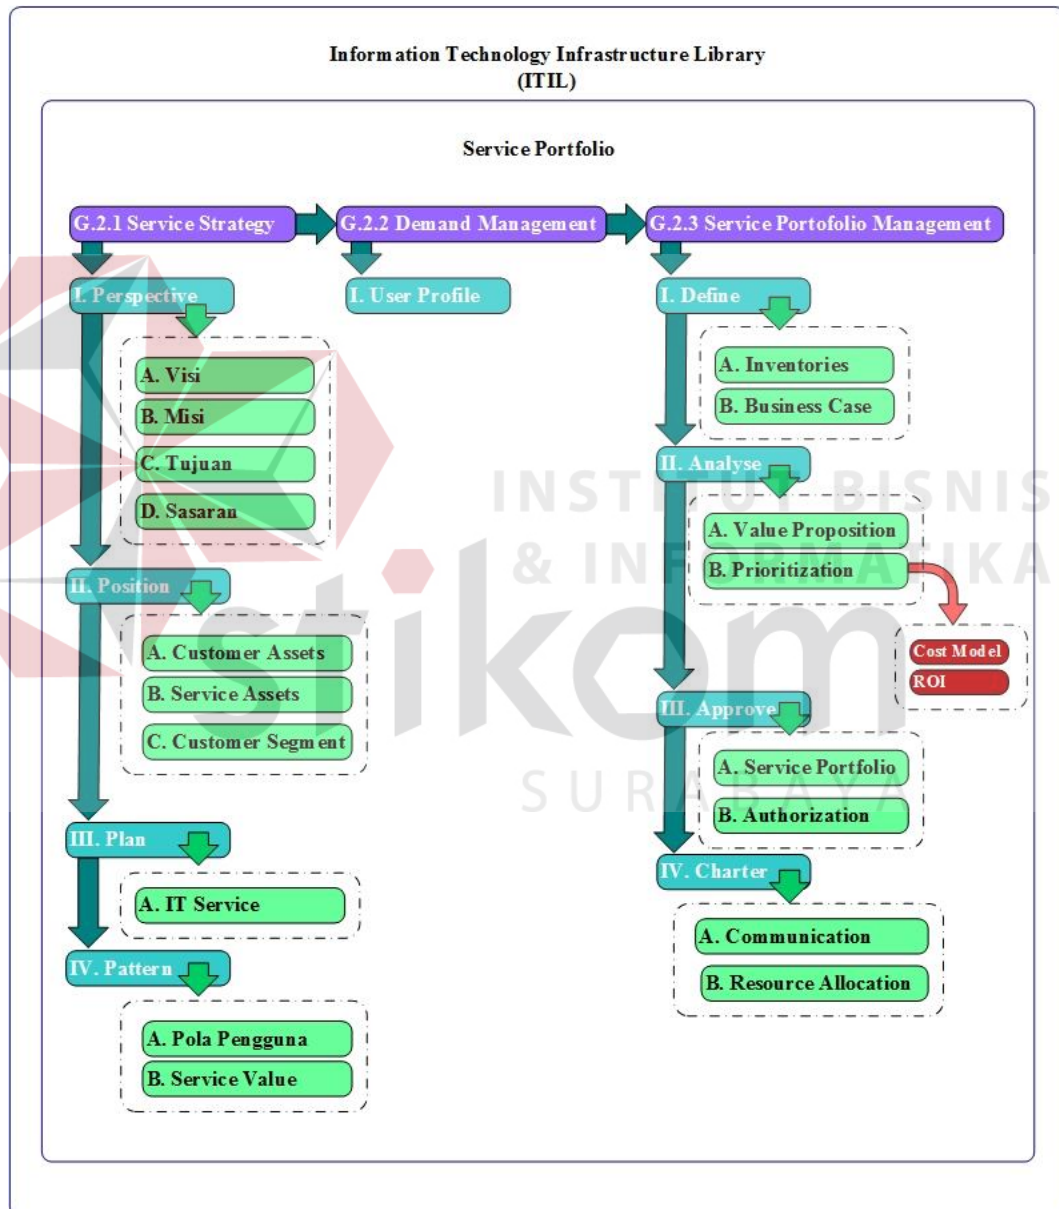 Information Technology Infrastructure Library
(ITIL)
Service Portfolio
G.2.1 Service Strategy
G.2.2 Demand Management
G.2.3 Service Portofolio Management
I. Perspective
A. Visi
B. Misi
C. Tujuan
D. Sasaran
II. Position
A. Customer Assets
B. Service Assets
C. Customer Segment
III. Plan
A. IT Service
IV. Pattern
A. Pola Pengguna
B. Service Value
I. User Profile
I. Define
A. Inventories
B. Business Case
II. Analyse
A. Value Proposition
B. Prioritization
Cost Model
ROI
III. Approve
A. Service Portfolio
B. Authorization
IV. Charter
A. Communication
B. Resource Allocation
INSTITUT BISNIS
& INFORMATIKA
stikom
SURABAYA